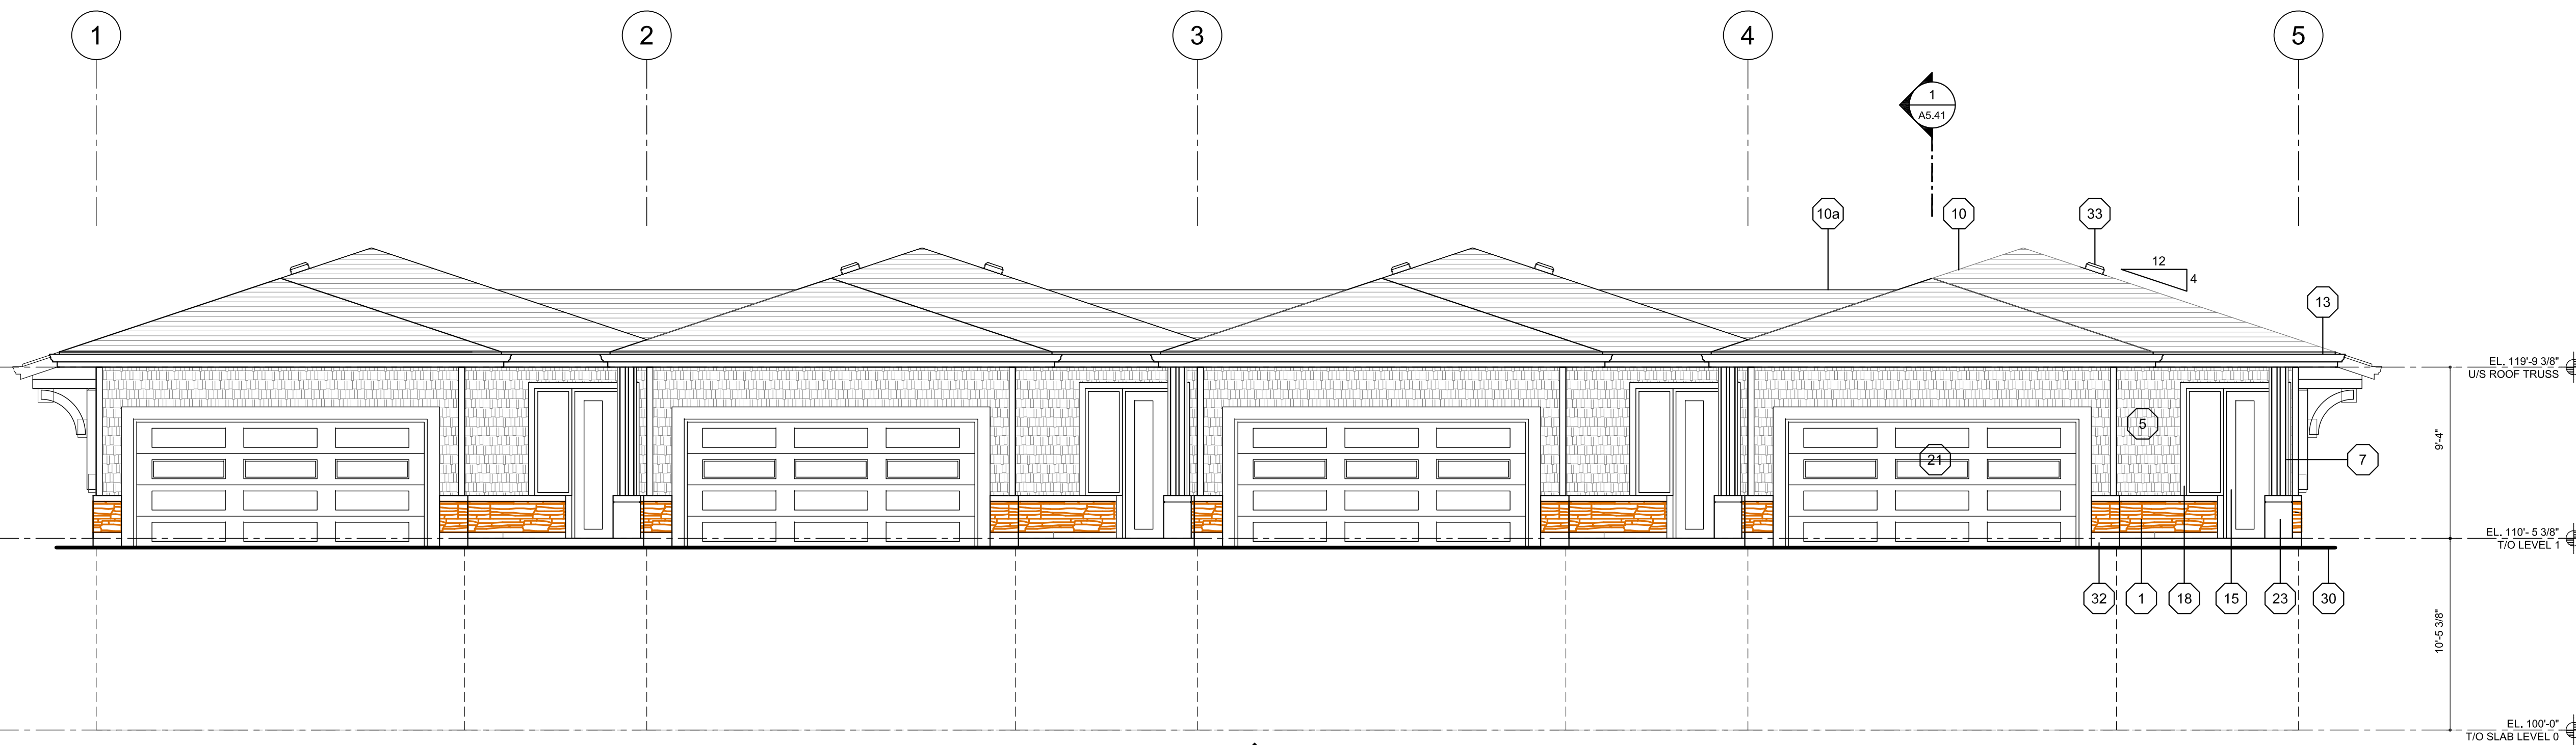 1
2
3
4
5
1
A5.41
10a
10
33
12
4
13
EL. 119'-9 3/8"
U/S ROOF TRUSS
5
9'-4"
21
7
EL. 110'- 5 3/8"
T/O LEVEL 1
32
1
18
15
23
30
10'-5 3/8"
EL. 100'-0"
T/O SLAB LEVEL 0